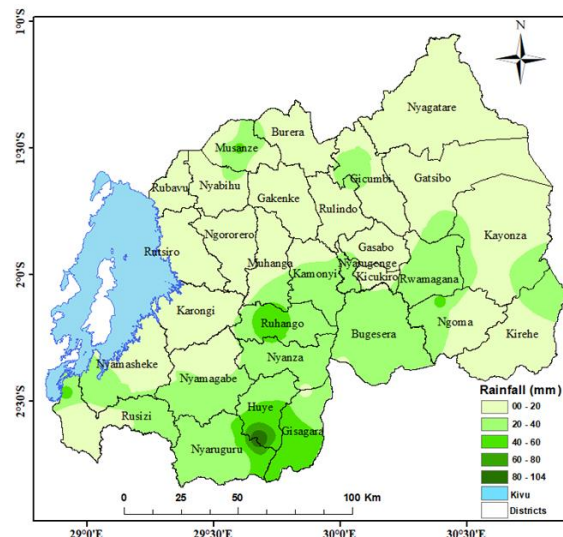 1°0'S
N
Nyagatare
Burera
Musanze
1°30'S
Gicumbi
Gatsibo
Rubavu
Nyabihu
Gakenke
Rulindo
Ngororero
Gasabo
Kayonza
Rutsiro
Muhanga
Nyarugenge
2°0'S
Kamonyi
Kicukiro
Rwamagana
Karongi
Ruhango
Bugesera
Ngoma
Kirehe
Nyanza
Nyamasheke
Nyamagabe
2°30'S
Rusizi
Huye
Gisagara
Nyaruguru
Rainfall (mm)
00 - 20
20 - 40
40 - 60
60 - 80
80 - 104
Kivu
Districts
0 25 50 100 Km
29°0'E 29°30'E 30°0'E 30°30'E